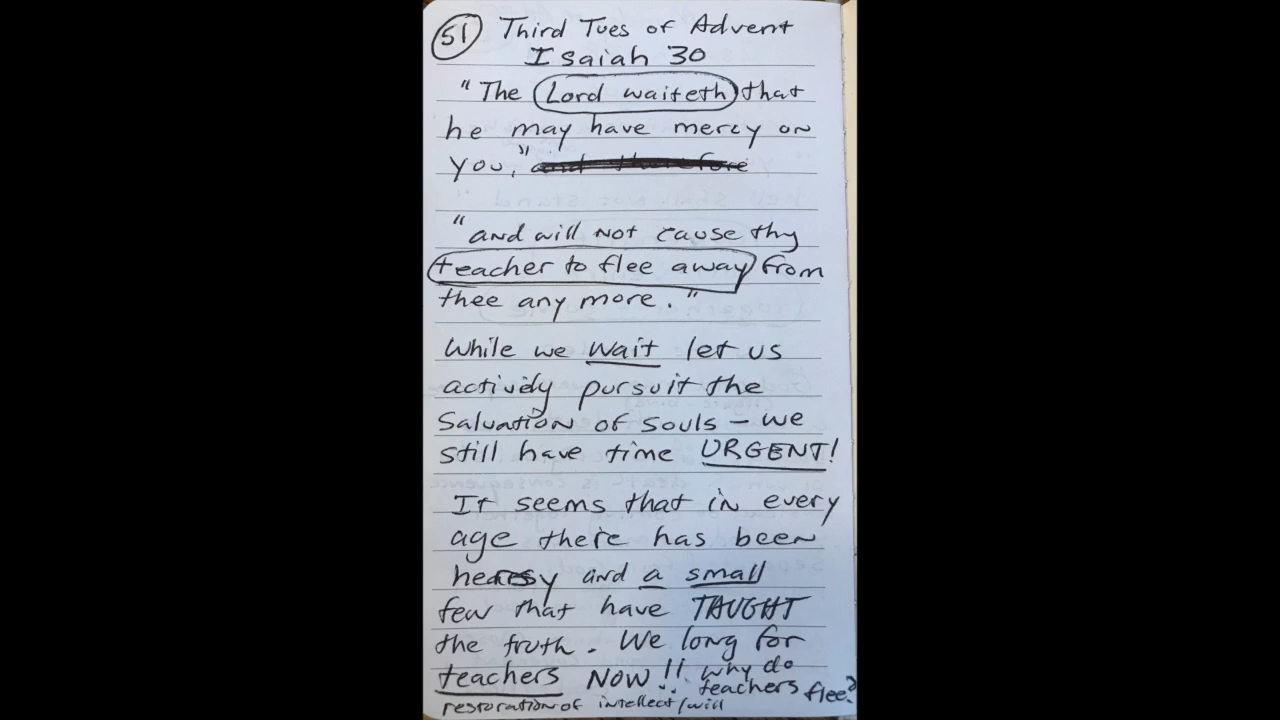 51 Third Tues of Advent
Isaiah 30
"The Lord waiteth that
he may have mercy on
you," and therefore
"and will not cause thy
teacher to flee away from
thee any more."
While we wait let us
actively pursuit the
Salvation of souls – we
still have time URGENT!
It seems that in every
age there has been
heresy and a small
few that have TAUGHT
the truth. We long for
teachers NOW!! Why do
teachers flee?
restoration of intellect/will